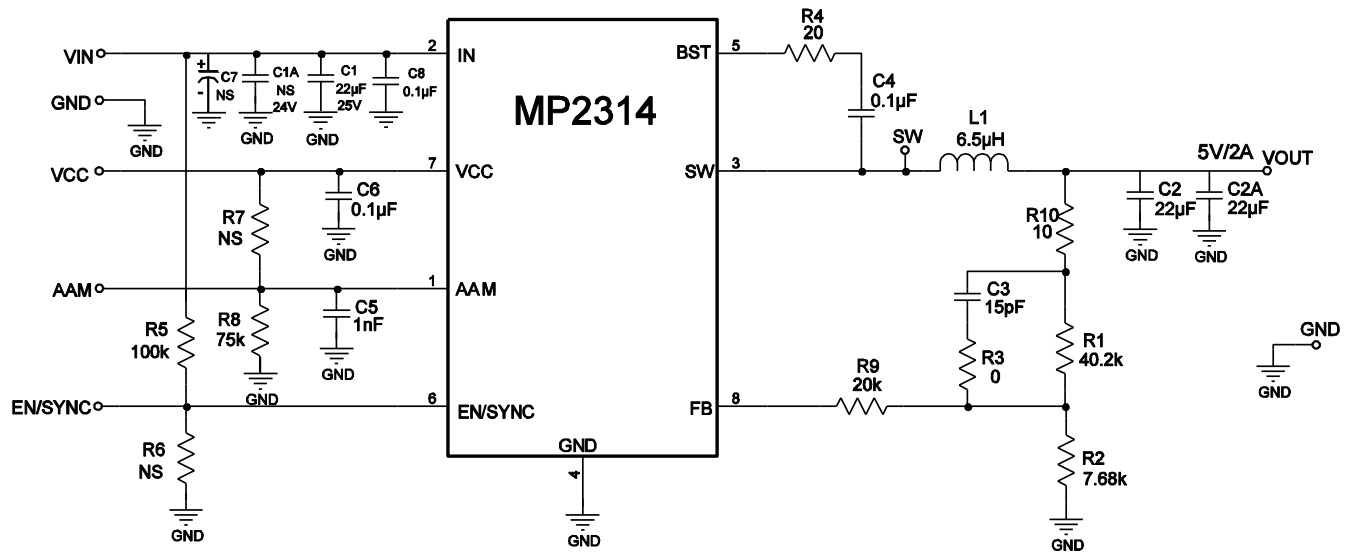 R4
20
VIN
2
IN
BST
5
+
-
C7
NS
C1A
NS
24V
C1
22µF
25V
C8
0.1µF
C4
0.1µF
GND
GND
GND
GND
MP2314
L1
6.5µH
SW
5V/2A
VOUT
VCC
7
VCC
SW
3
C6
0.1µF
GND
R7
NS
R10
10
C2
22µF
C2A
22µF
GND
GND
AAM
1
AAM
C3
15pF
C5
1nF
GND
R5
100k
R8
75k
GND
R3
0
R1
40.2k
GND
GND
R9
20k
EN/SYNC
6
EN/SYNC
FB
8
R6
NS
GND
GND
4
GND
R2
7.68k
GND